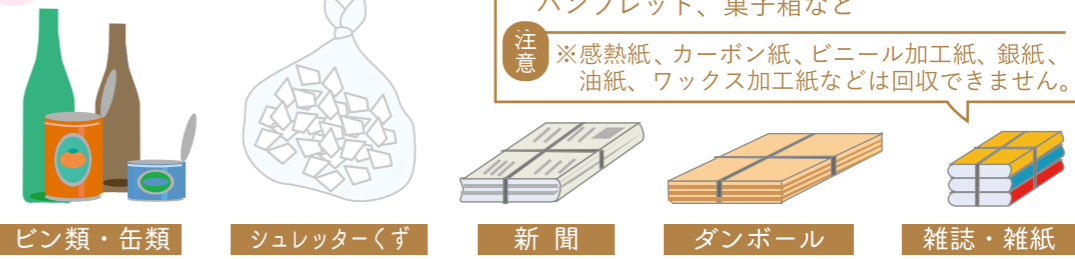 パンフレット、菓子箱など
注意
※感熱紙、カーボン紙、ビニール加工紙、銀紙、
油紙、ワックス加工紙などは回収できません。
ビン類・缶類
シュレッターくず
新聞
ダンボール
雑誌・雑紙